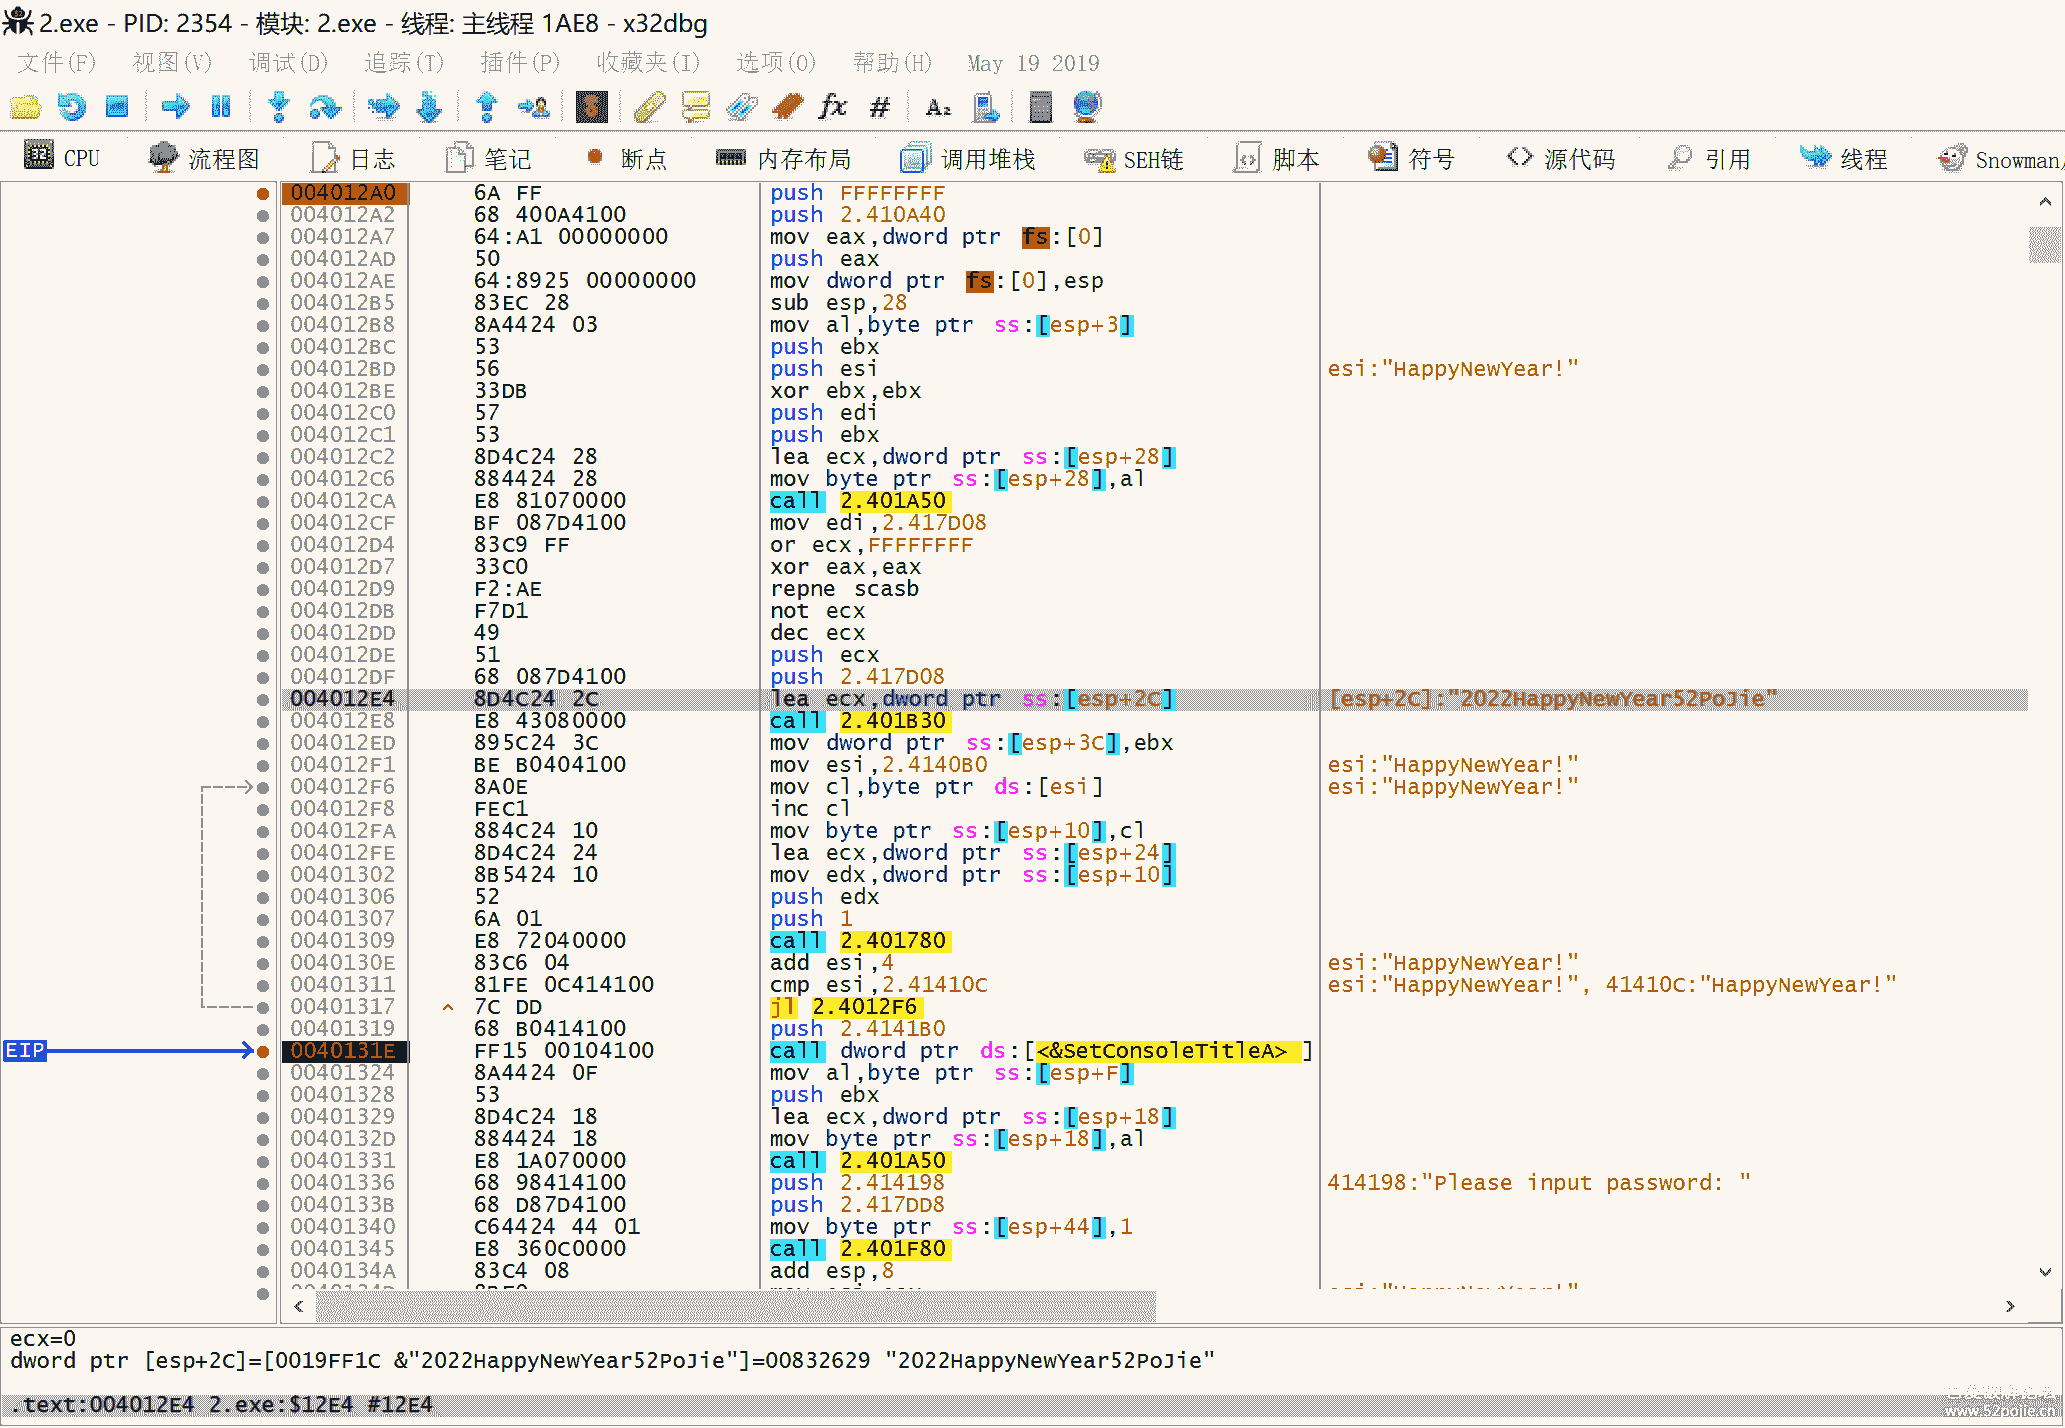 2.exe - PID: 2354 - 模块: 2.exe - 线程: 主线程 1AE8 - x32dbg
文件(F) 视图(V) 调试(D) 追踪(T) 插件(P) 收藏夹(I) 选项(O) 帮助(H) May 19 2019
CPU 流程图 日志 笔记 断点 内存布局 调用堆栈 SEH链 脚本 符号 源代码 引用 线程 Snowman
004012A0 6A FF push FFFFFFFF
004012A2 68 400A4100 push 2.410A40
004012A7 64:A1 00000000 mov eax,dword ptr fs:[0]
004012AD 50 push eax
004012AE 64:8925 00000000 mov dword ptr fs:[0],esp
004012B5 83EC 28 sub esp,28
004012B8 8A4424 03 mov al,byte ptr ss:[esp+3]
004012BC 53 push ebx
004012BD 56 push esi esi:"HappyNewYear!"
004012BE 33DB xor ebx,ebx
004012C0 57 push edi
004012C1 53 push ebx
004012C2 8D4C24 28 lea ecx,dword ptr ss:[esp+28]
004012C6 884424 28 mov byte ptr ss:[esp+28],al
004012CA E8 81070000 call 2.401A50
004012CF BF 087D4100 mov edi,2.417D08
004012D4 83C9 FF or ecx,FFFFFFFF
004012D7 33C0 xor eax,eax
004012D9 F2:AE repne scasb
004012DB F7D1 not ecx
004012DD 49 dec ecx
004012DE 51 push ecx
004012DF 68 087D4100 push 2.417D08
004012E4 8D4C24 2C lea ecx,dword ptr ss:[esp+2C] [esp+2C]:"2022HappyNewYear52PoJie"
004012E8 E8 43080000 call 2.401B30
004012ED 895C24 3C mov dword ptr ss:[esp+3C],ebx
004012F1 BE B0404100 mov esi,2.4140B0 esi:"HappyNewYear!"
004012F6 8A0E mov cl,byte ptr ds:[esi] esi:"HappyNewYear!"
004012F8 FEC1 inc cl
004012FA 884C24 10 mov byte ptr ss:[esp+10],cl
004012FE 8D4C24 24 lea ecx,dword ptr ss:[esp+24]
00401302 8B5424 10 mov edx,dword ptr ss:[esp+10]
00401306 52 push edx
00401307 6A 01 push 1
00401309 E8 72040000 call 2.401780
0040130E 83C6 04 add esi,4 esi:"HappyNewYear!"
00401311 81FE 0C414100 cmp esi,2.41410C esi:"HappyNewYear!", 41410C:"HappyNewYear!"
00401317 7C DD jl 2.4012F6
00401319 68 B0414100 push 2.4141B0
EIP 0040131E FF15 00104100 call dword ptr ds:[<&SetConsoleTitleA>]
00401324 8A4424 0F mov al,byte ptr ss:[esp+F]
00401328 53 push ebx
00401329 8D4C24 18 lea ecx,dword ptr ss:[esp+18]
0040132D 884424 18 mov byte ptr ss:[esp+18],al
00401331 E8 1A070000 call 2.401A50
00401336 68 98414100 push 2.414198 414198:"Please input password: "
0040133B 68 D87D4100 push 2.417DD8
00401340 C64424 44 01 mov byte ptr ss:[esp+44],1
00401345 E8 360C0000 call 2.401F80
0040134A 83C4 08 add esp,8
ecx=0
dword ptr [esp+2C]=[0019FF1C &"2022HappyNewYear52PoJie"]=00832629 "2022HappyNewYear52PoJie"
.text:004012E4 2.exe:$12E4 #12E4
www.52pojie.cn